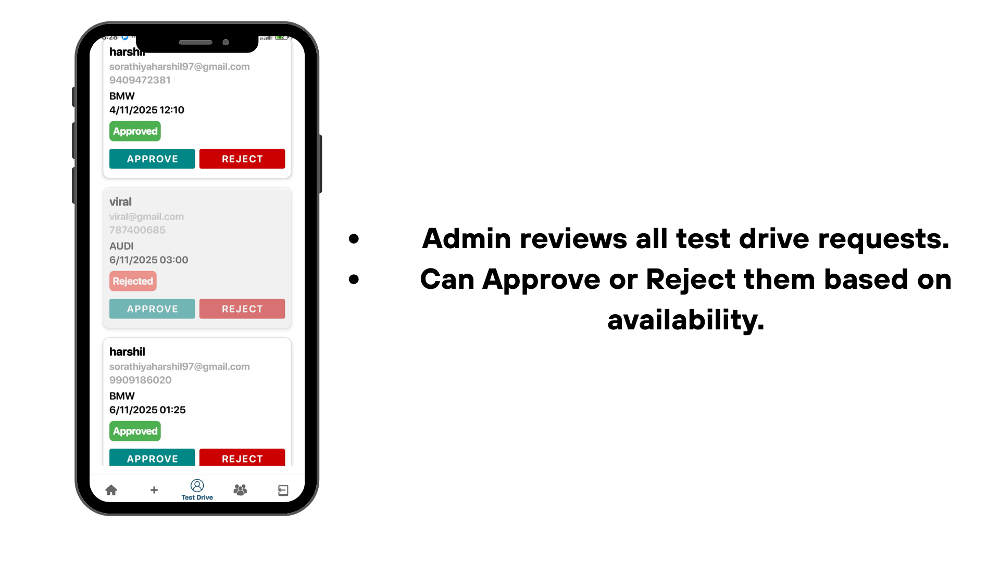 8:28
62
harshil
sorathiyaharshil97@gmail.com
9409472381
BMW
4/11/2025 12:10
Approved
APPROVE REJECT
viral
viral@gmail.com
787400685
AUDI
6/11/2025 03:00
Rejected
APPROVE REJECT
harshil
sorathiyaharshil97@gmail.com
9909186020
BMW
6/11/2025 01:25
Approved
APPROVE REJECT
Test Drive
• Admin reviews all test drive requests.
• Can Approve or Reject them based on
availability.